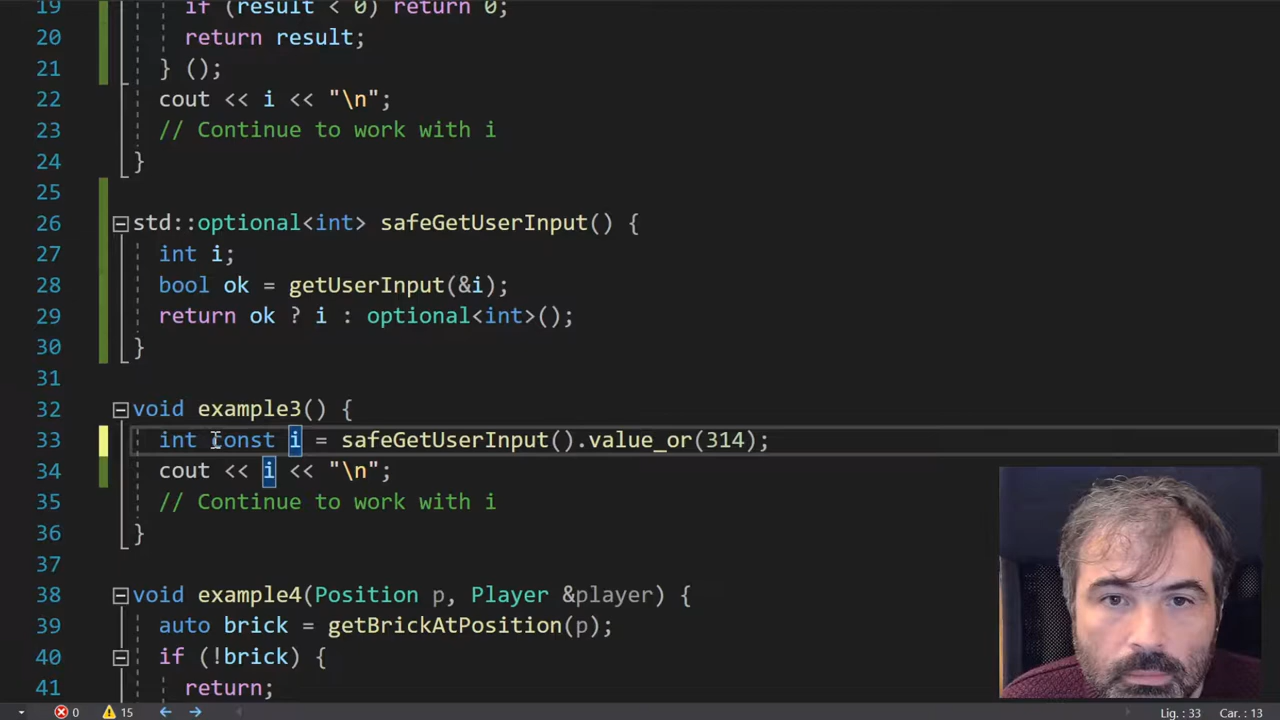 19 if (result < 0) return 0;
20 return result;
21 } ();
22 cout << i << "\n";
23 // Continue to work with i
24 }
25
26 std::optional<int> safeGetUserInput() {
27 int i;
28 bool ok = getUserInput(&i);
29 return ok ? i : optional<int>();
30 }
31
32 void example3() {
33 int const i = safeGetUserInput().value_or(314);
34 cout << i << "\n";
35 // Continue to work with i
36 }
37
38 void example4(Position p, Player &player) {
39 auto brick = getBrickAtPosition(p);
40 if (!brick) {
41 return;
0 15 Lig. : 33 Car. : 13